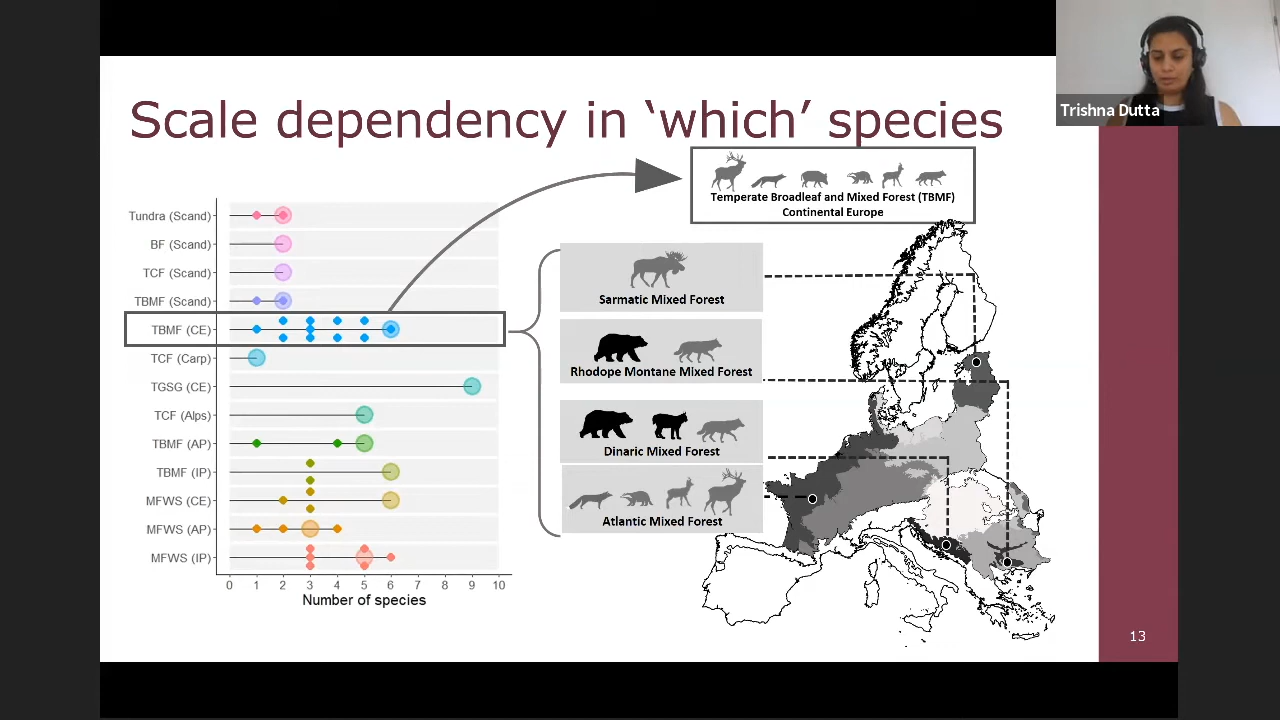 Trishna Dutta
Scale dependency in ‘which’ species
Temperate Broadleaf and Mixed Forest (TBMF)
Continental Europe
Tundra (Scand)
BF (Scand)
TCF (Scand)
TBMF (Scand)
TBMF (CE)
TCF (Carp)
TGSG (CE)
TCF (Alps)
TBMF (AP)
TBMF (IP)
MFWS (CE)
MFWS (AP)
MFWS (IP)
0 1 2 3 4 5 6 7 8 9 10
Number of species
Sarmatic Mixed Forest
Rhodope Montane Mixed Forest
Dinaric Mixed Forest
Atlantic Mixed Forest
13